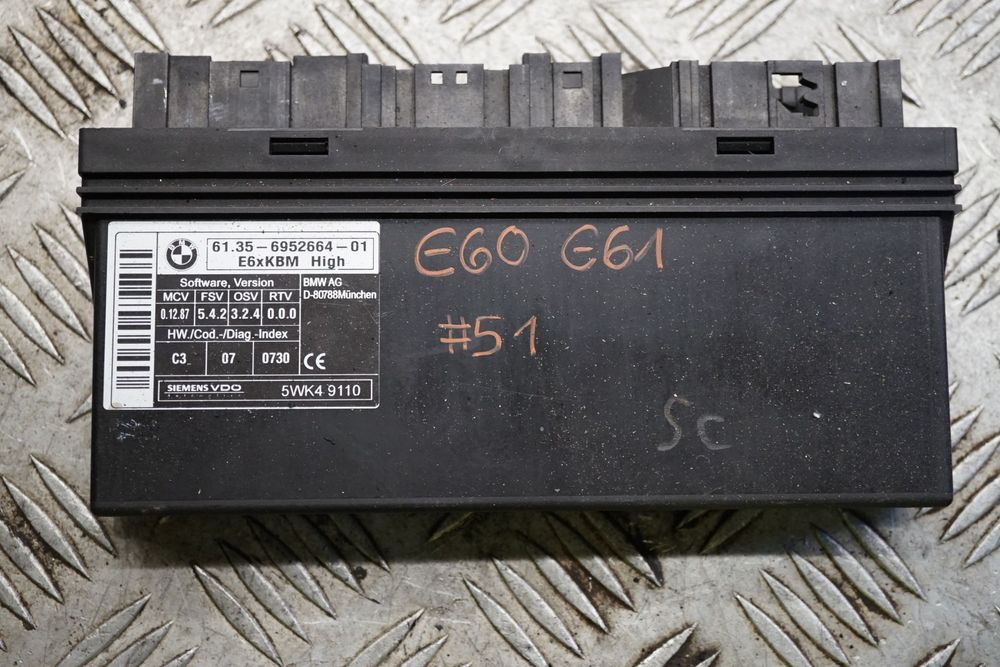 61.35-6952664-01
E6xKBM High
Software, Version
MCV FSV OSV RTV
0.12.87 5.4.2 3.2.4 0.0.0
HW./Cod.-/Diag.-Index
C3 07 0730
BMW AG
D-80788München
CE
SIEMENS VDO
Automotive
5WK4 9110
E60 E61
#51
Sc